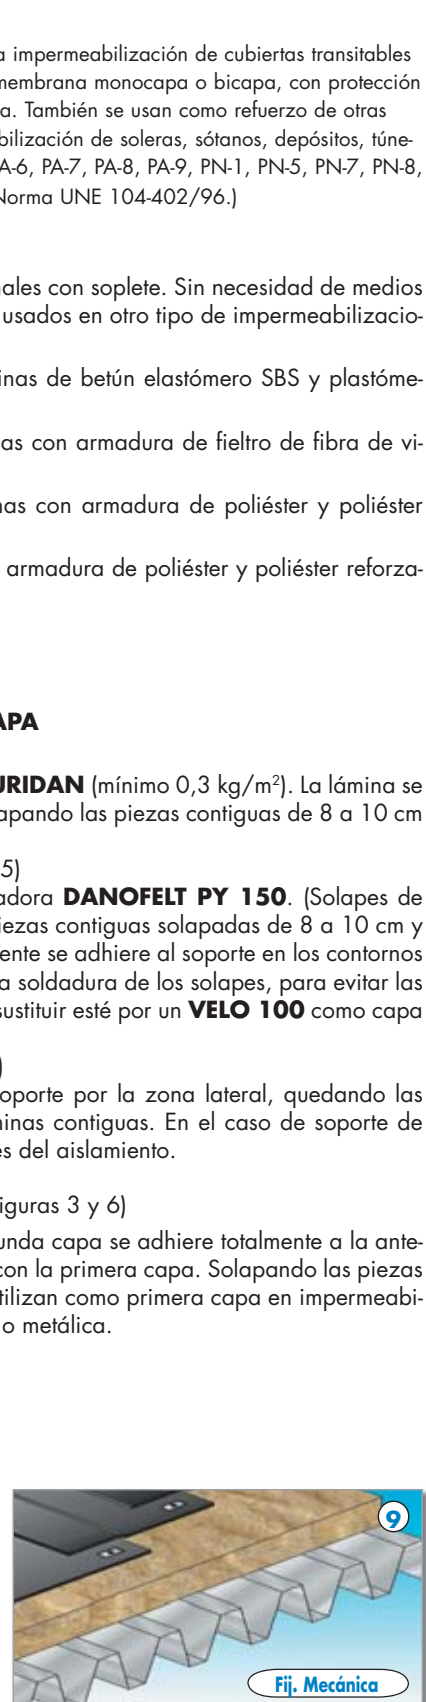 a impermeabilización de cubiertas transitables
membrana monocapa o bicapa, con protección
a. También se usan como refuerzo de otras
bilización de soleras, sótanos, depósitos, túne-
A-6, PA-7, PA-8, PA-9, PN-1, PN-5, PN-7, PN-8,
Norma UNE 104-402/96.)
nales con soplete. Sin necesidad de medios
usados en otro tipo de impermeabilizacio-
inas de betún elastómero SBS y plastóme-
as con armadura de fieltro de fibra de vi-
nas con armadura de poliéster y poliéster
armadura de poliéster y poliéster reforza-
APA
URIDAN (mínimo 0,3 kg/m²). La lámina se
apando las piezas contiguas de 8 a 10 cm
5)
adora DANOFELT PY 150. (Solapes de
iezas contiguas solapadas de 8 a 10 cm y
ente se adhiere al soporte en los contornos
a soldadura de los solapes, para evitar las
sustituir esté por un VELO 100 como capa
)
oporte por la zona lateral, quedando las
minas contiguas. En el caso de soporte de
es del aislamiento.
iguras 3 y 6)
unda capa se adhiere totalmente a la ante-
con la primera capa. Solapando las piezas
tilizan como primera capa en impermeabi-
o metálica.
9
Fij. Mecánica